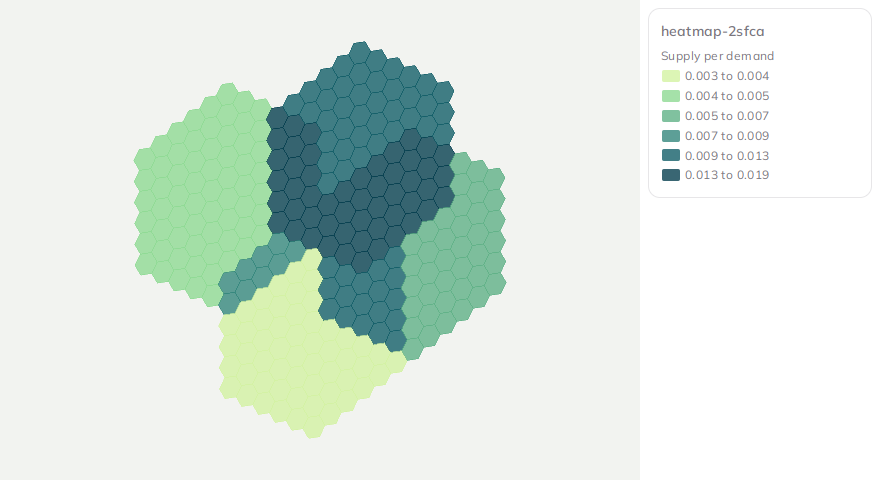 heatmap-2sfca
Supply per demand
0.003 to 0.004
0.004 to 0.005
0.005 to 0.007
0.007 to 0.009
0.009 to 0.013
0.013 to 0.019